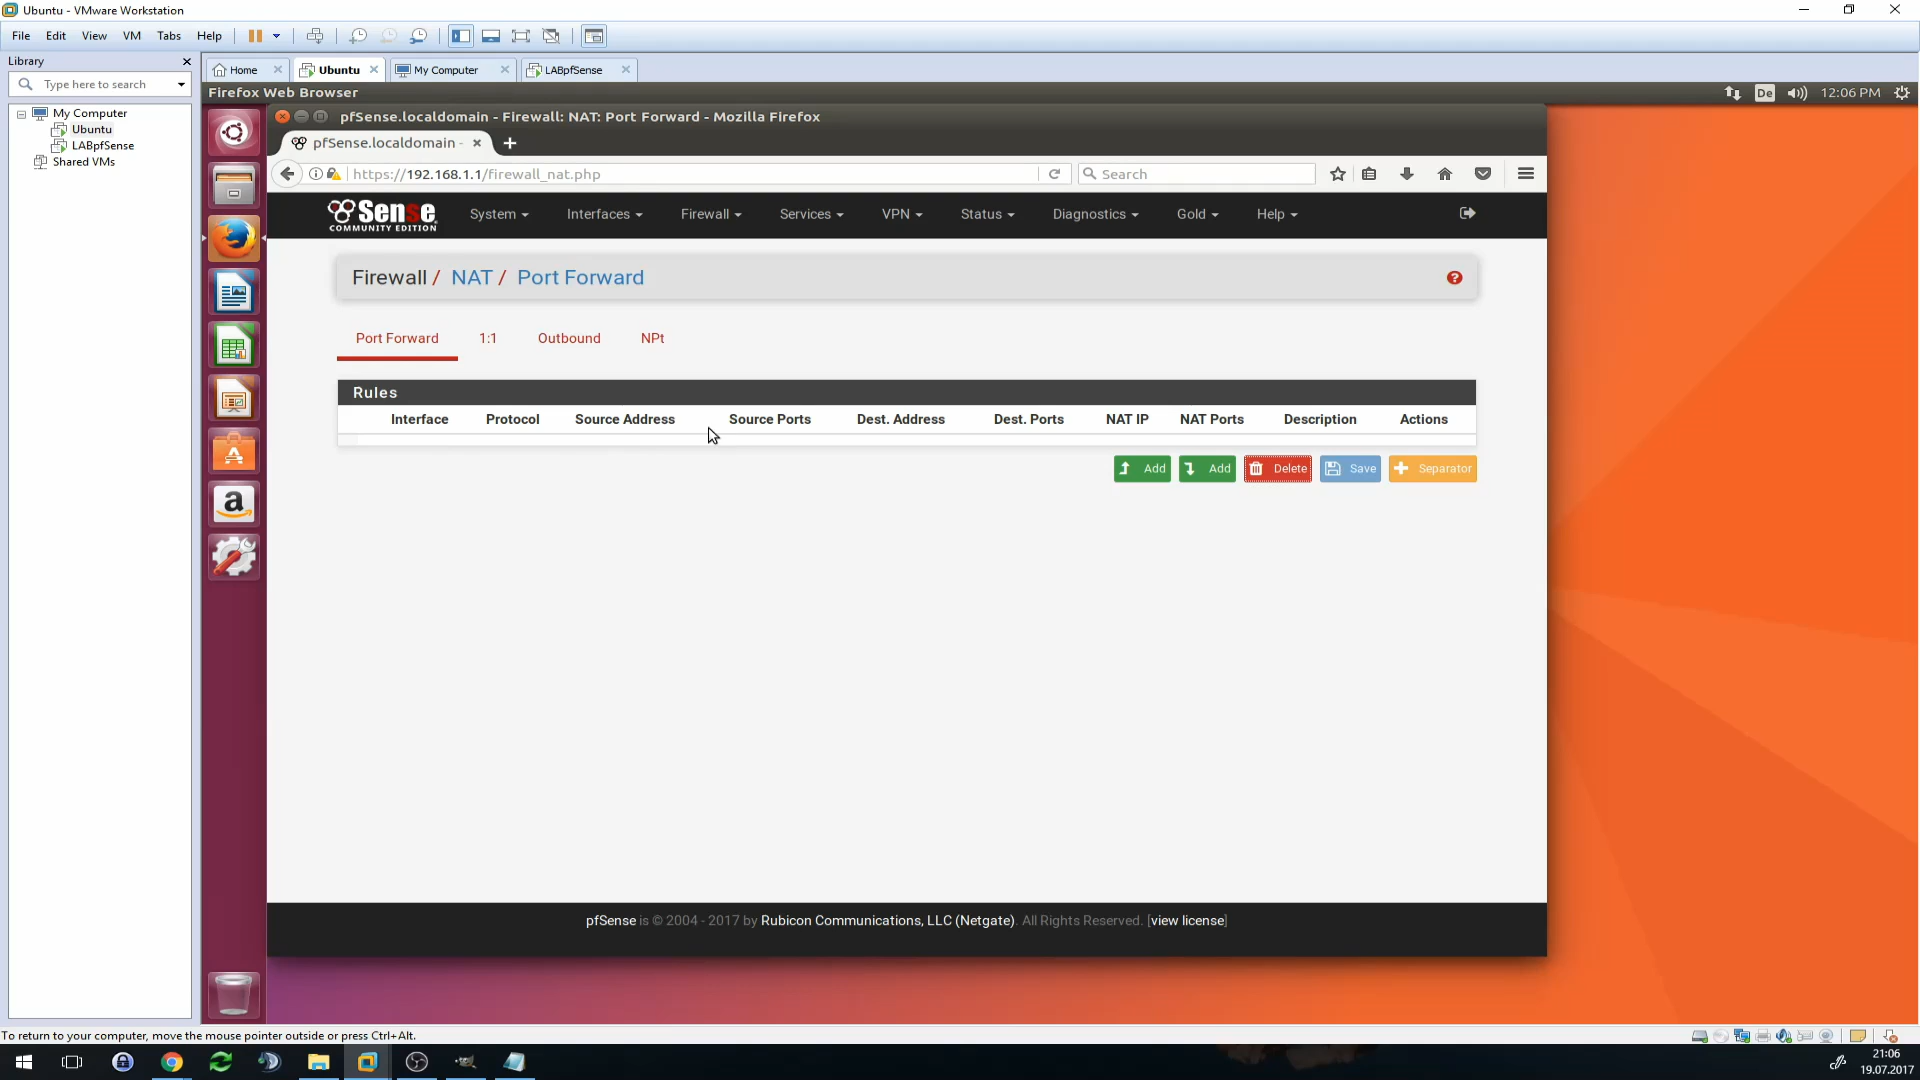 Ubuntu - VMware Workstation
File Edit View VM Tabs Help
Library
Type here to search
My Computer
Ubuntu
LABpfSense
Shared VMs
Home Ubuntu My Computer LABpfSense
Firefox Web Browser De 12:06 PM
pfSense.localdomain - Firewall: NAT: Port Forward - Mozilla Firefox
pfSense.localdomain -
https://192.168.1.1/firewall_nat.php Search
Sense System Interfaces Firewall Services VPN Status Diagnostics Gold Help
COMMUNITY EDITION
Firewall / NAT / Port Forward
Port Forward 1:1 Outbound NPt
Rules
Interface Protocol Source Address Source Ports Dest. Address Dest. Ports NAT IP NAT Ports Description Actions
Add Add Delete Save Separator
pfSense is © 2004 - 2017 by Rubicon Communications, LLC (Netgate). All Rights Reserved. [view license]
To return to your computer, move the mouse pointer outside or press Ctrl+Alt.
21:06
19.07.2017